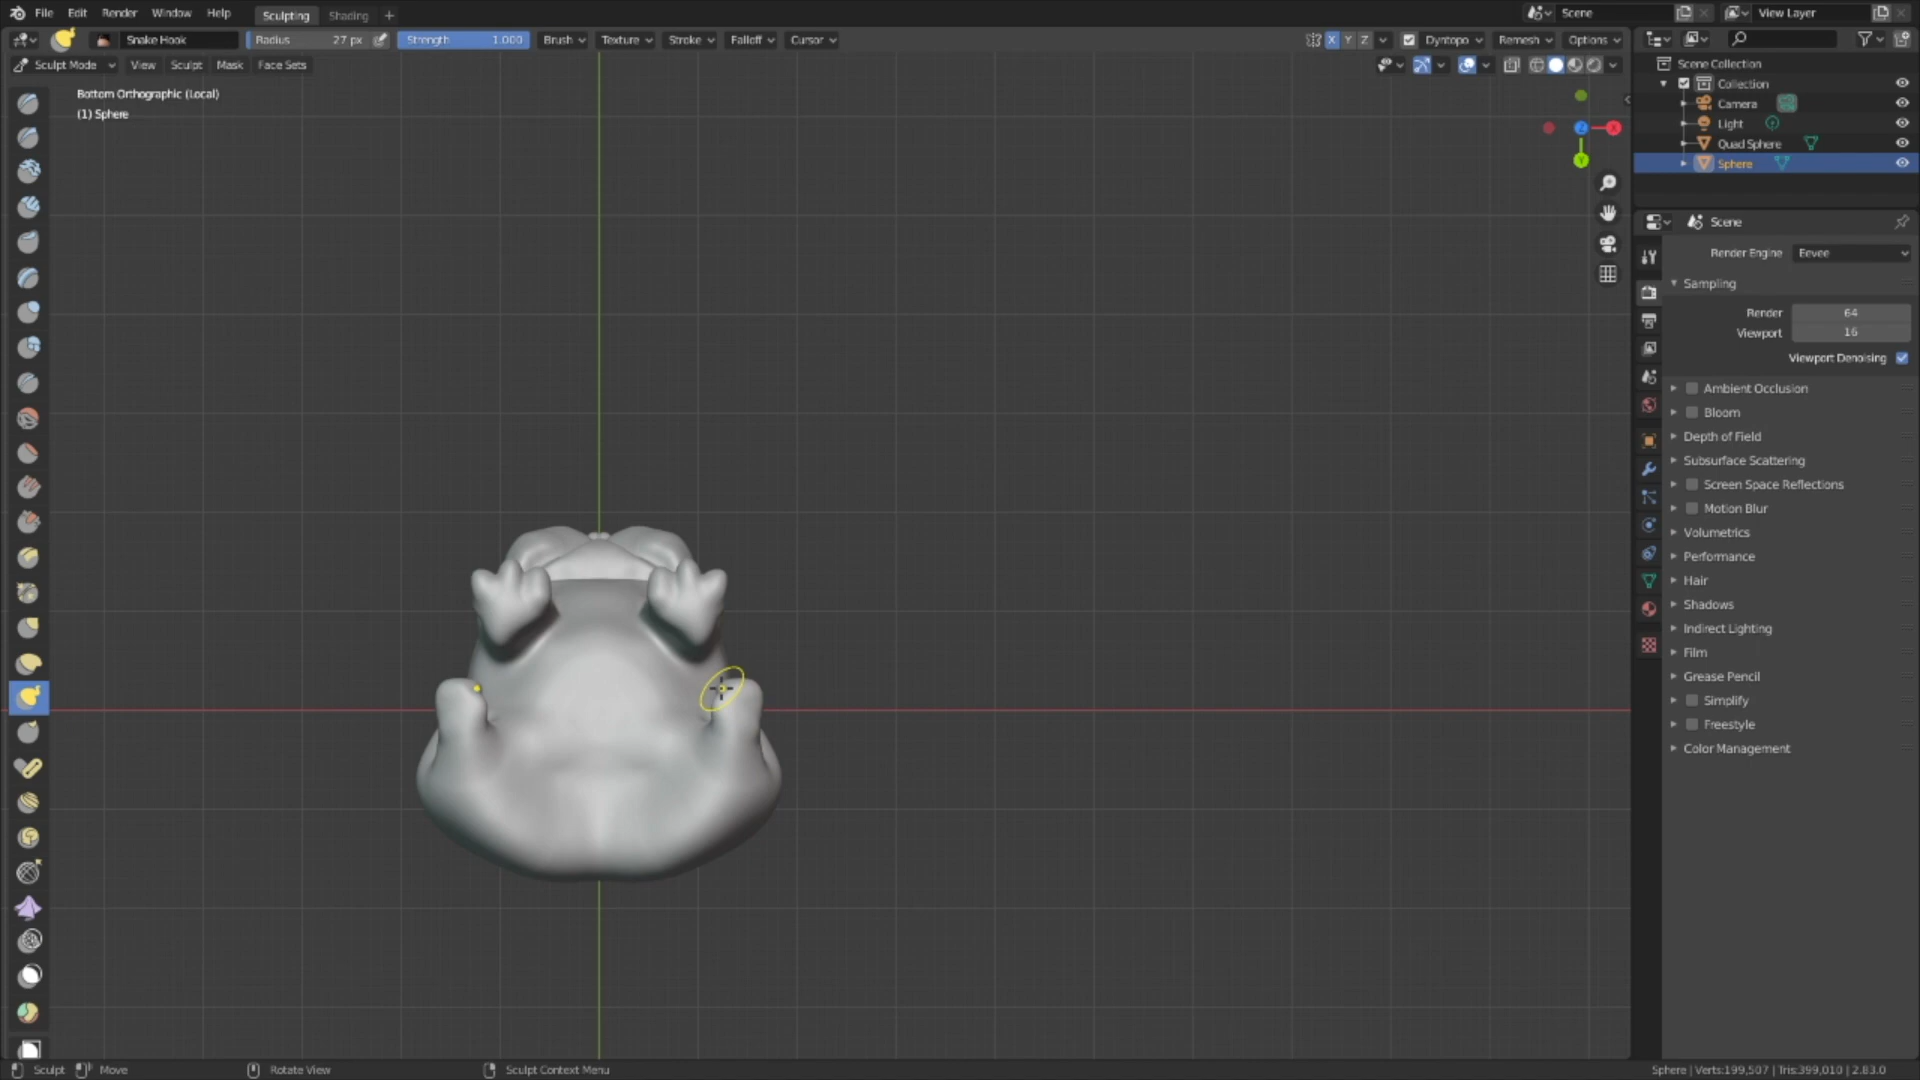 File Edit Render Window Help Sculpting Shading + Scene View Layer
Snake Hook Radius 27 px Strength 1.000 Brush Texture Stroke Falloff Cursor X Y Z Dyntopo Remesh Options
Sculpt Mode View Sculpt Mask Face Sets
Bottom Orthographic (Local)
(1) Sphere
X
Y
Z
Scene Collection
Collection
Camera
Light
Quad Sphere
Sphere
Scene
Render Engine Eevee
Sampling
Render 64
Viewport 16
Viewport Denoising
Ambient Occlusion
Bloom
Depth of Field
Subsurface Scattering
Screen Space Reflections
Motion Blur
Volumetrics
Performance
Hair
Shadows
Indirect Lighting
Film
Grease Pencil
Simplify
Freestyle
Color Management
Sculpt Move Rotate View Sculpt Context Menu Sphere | Verts:199,507 | Tris:399,010 | 2.83.0